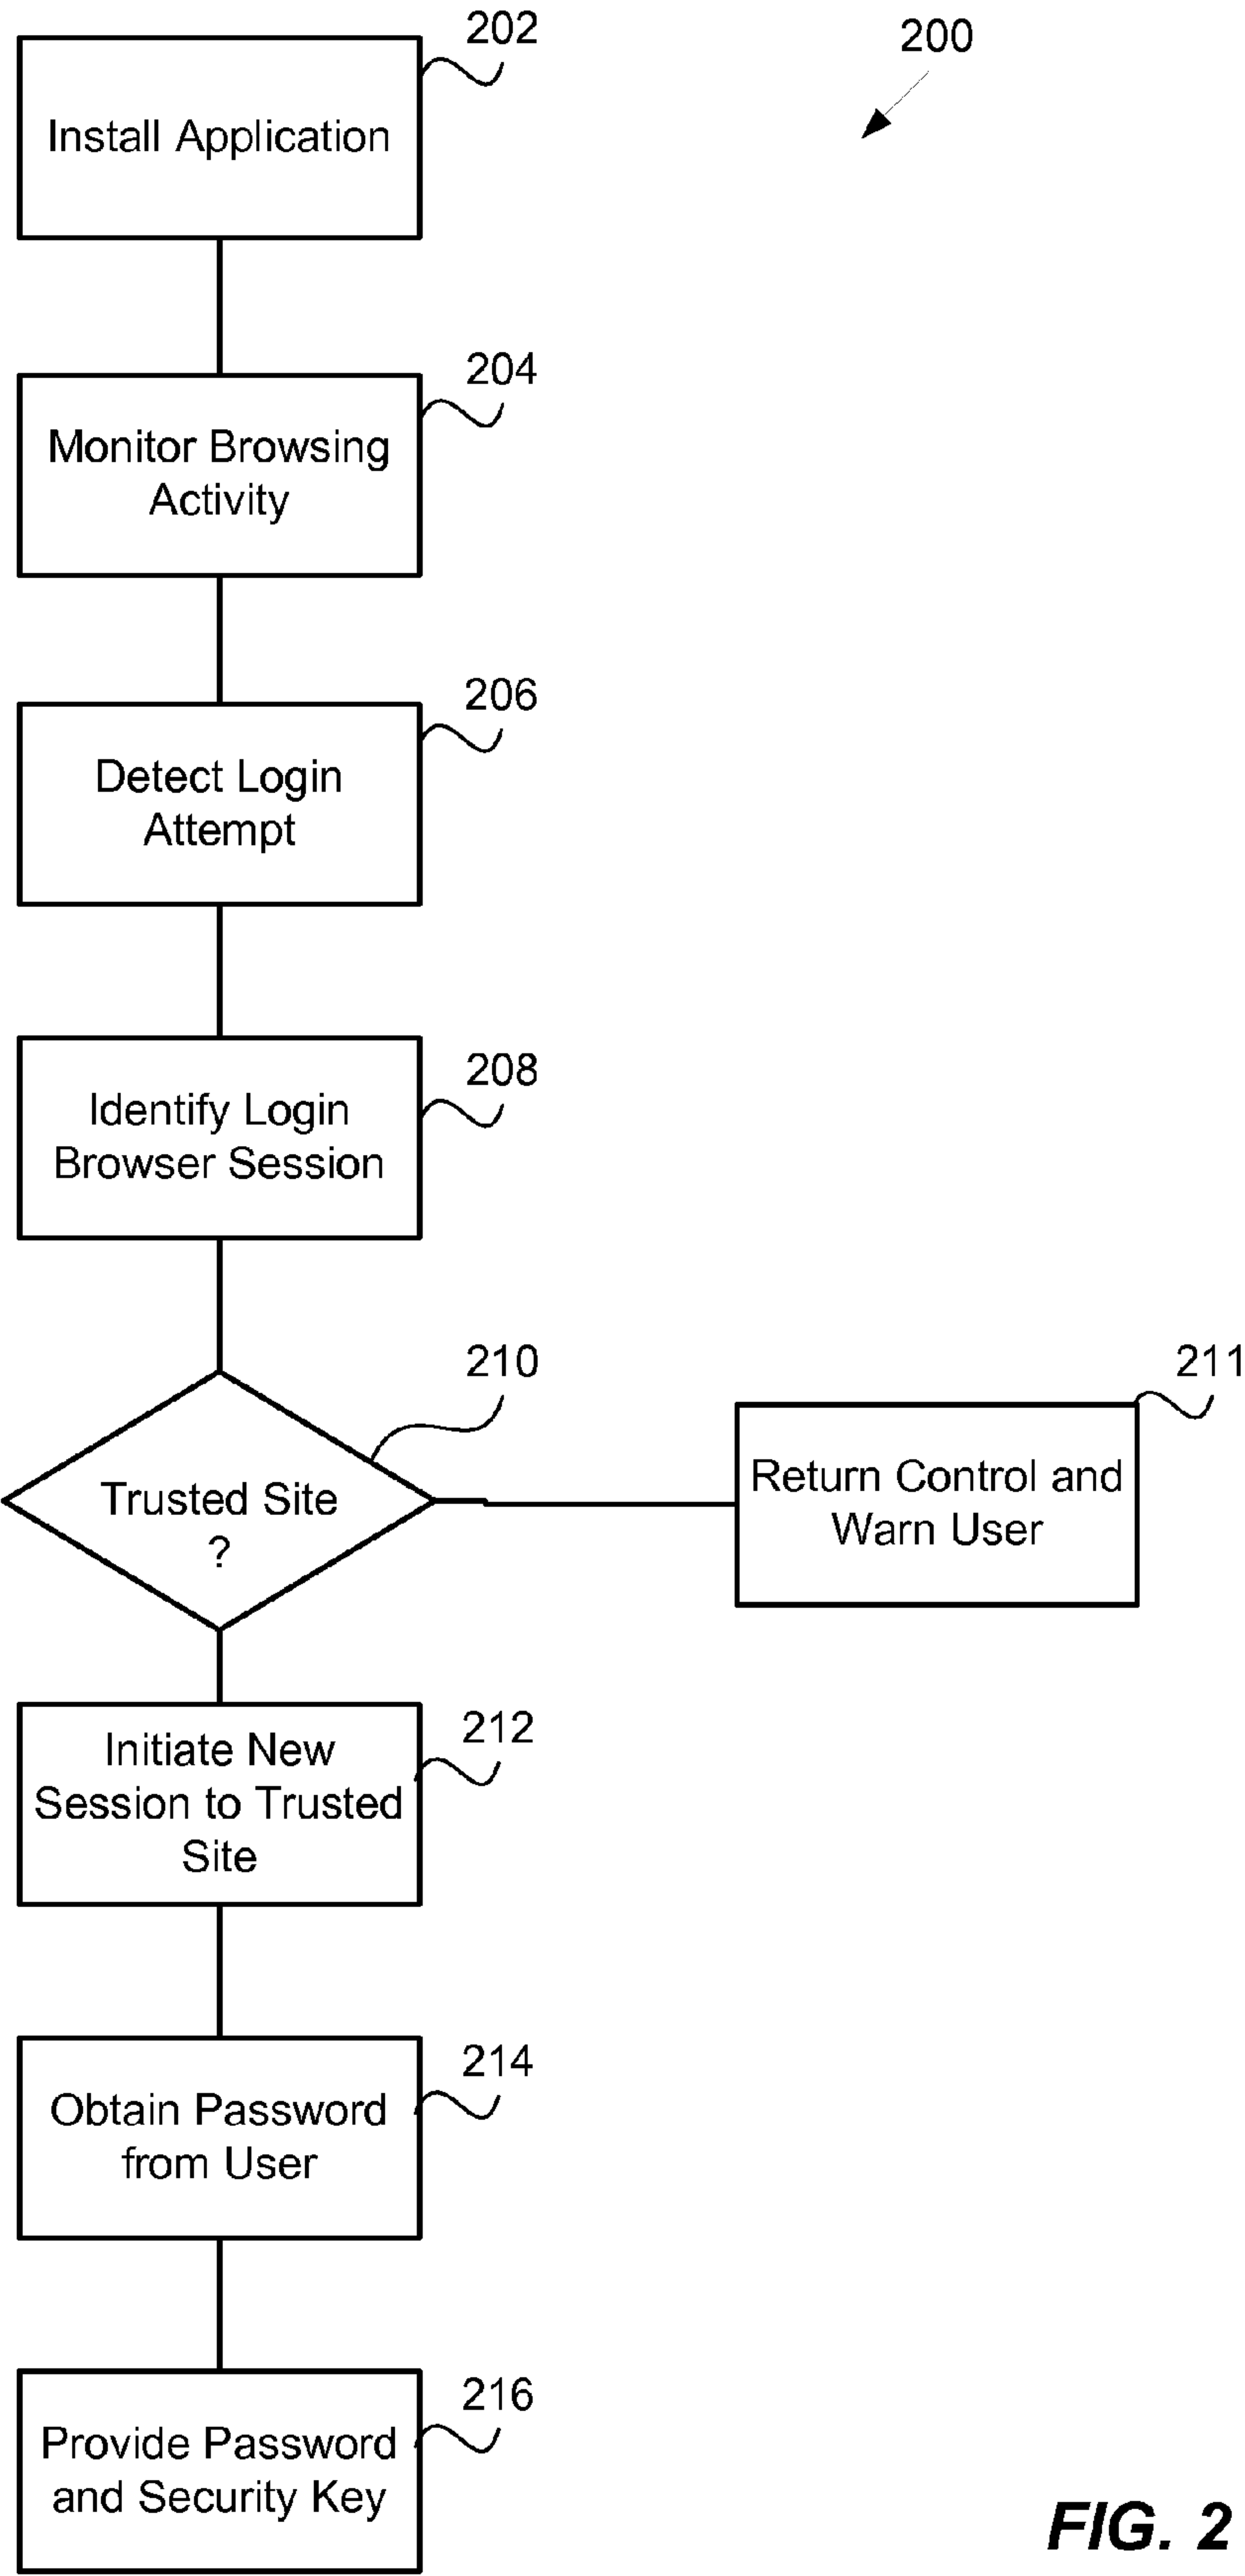 202
200
Install Application
204
Monitor Browsing
Activity
206
Detect Login
Attempt
208
Identify Login
Browser Session
210
211
Trusted Site
?
Return Control and
Warn User
212
Initiate New
Session to Trusted
Site
214
Obtain Password
from User
216
Provide Password
and Security Key
FIG. 2